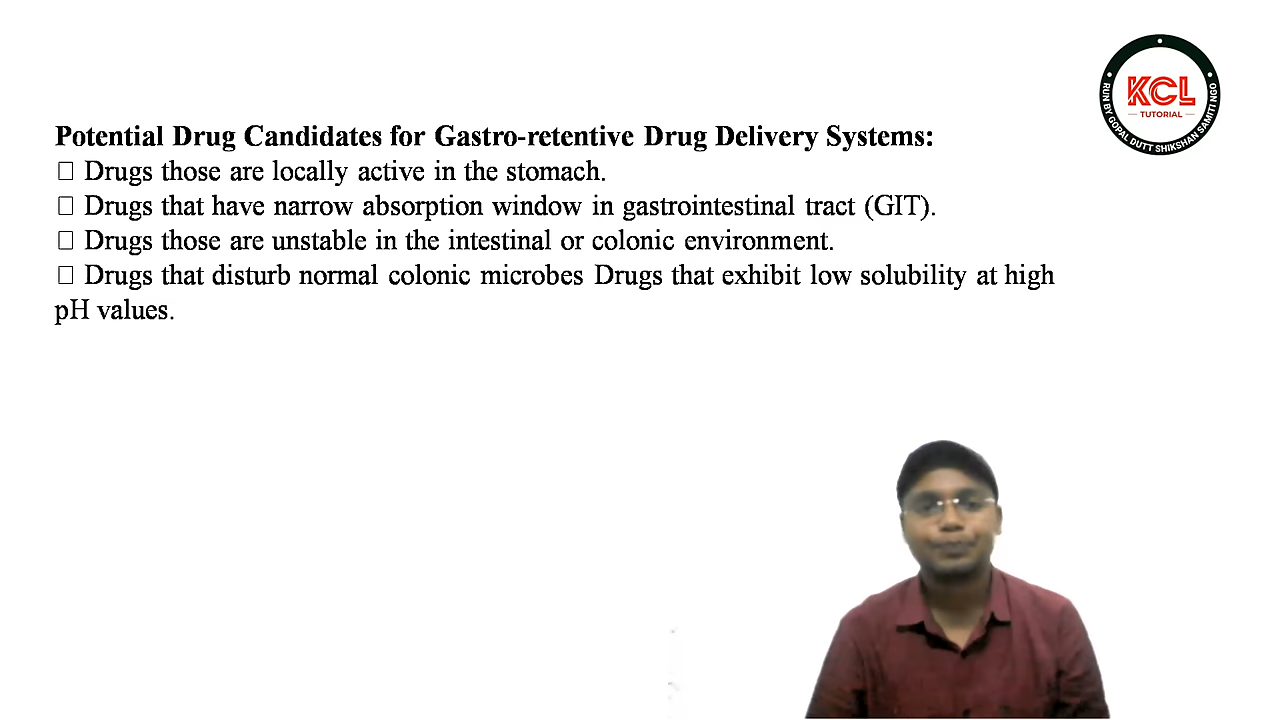 KCL
TUTORIAL
RUN BY GOPAL DUTT SHIKSHAN SAMITI NGO
Potential Drug Candidates for Gastro-retentive Drug Delivery Systems:
□ Drugs those are locally active in the stomach.
□ Drugs that have narrow absorption window in gastrointestinal tract (GIT).
□ Drugs those are unstable in the intestinal or colonic environment.
□ Drugs that disturb normal colonic microbes Drugs that exhibit low solubility at high
pH values.